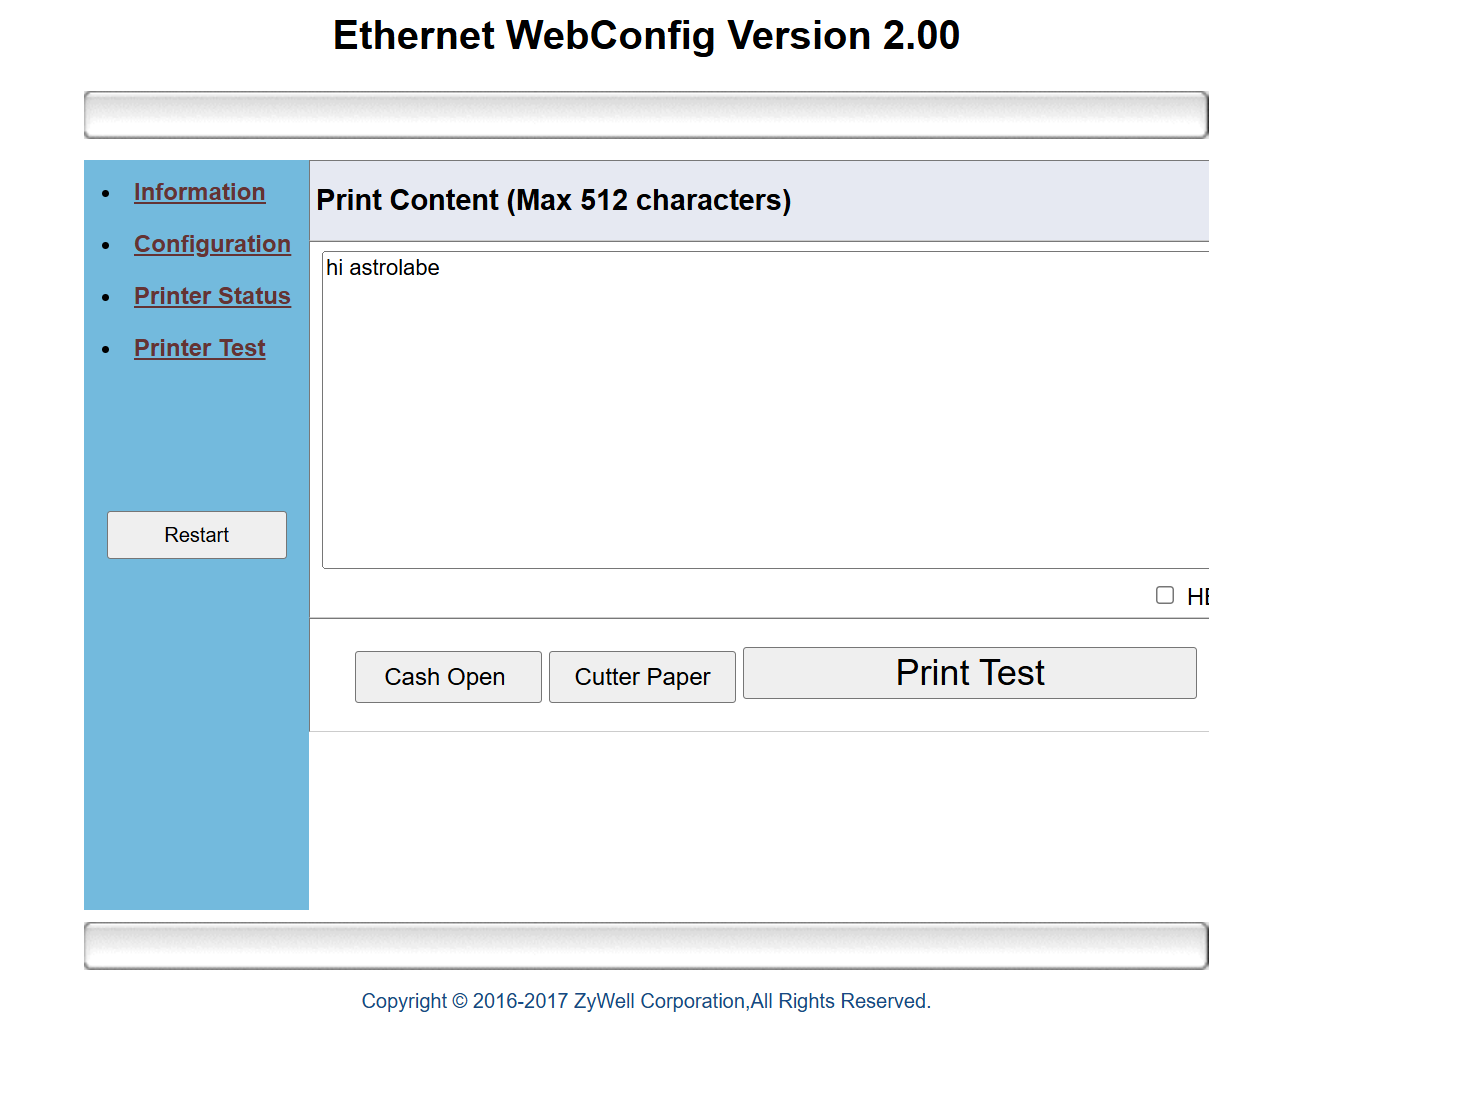 Ethernet WebConfig Version 2.00
Information
Configuration
Printer Status
Printer Test
Restart
Print Content (Max 512 characters)
hi astrolabe
Cash Open
Cutter Paper
Print Test
Copyright © 2016-2017 ZyWell Corporation,All Rights Reserved.